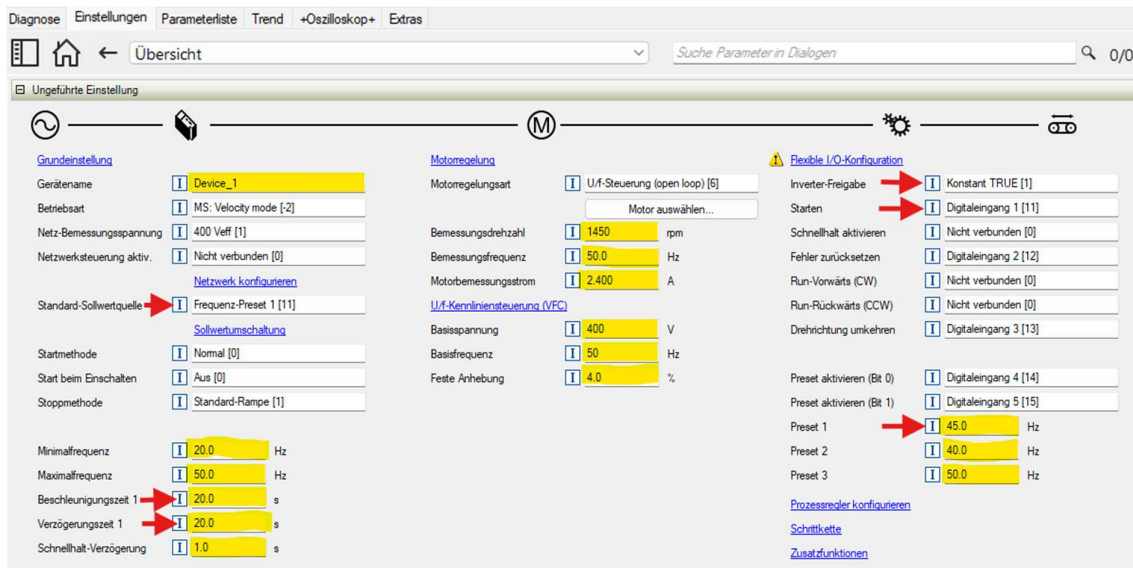 Diagnose Einstellungen Parameterliste Trend +Oszilloskop+ Extras
Übersicht Suche Parameter in Dialogen 0/0
Ungeführte Einstellung
M
Grundeinstellung
Gerätename I Device_1
Betriebsart I MS: Velocity mode [-2]
Netz-Bemessungsspannung I 400 Veff [1]
Netzwerksteuerung aktiv. I Nicht verbunden [0]
Netzwerk konfigurieren
Standard-Sollwertquelle I Frequenz-Preset 1 [11]
Sollwertumschaltung
Startmethode I Normal [0]
Start beim Einschalten I Aus [0]
Stoppmethode I Standard-Rampe [1]
Minimalfrequenz I 20.0 Hz
Maximalfrequenz I 50.0 Hz
Beschleunigungszeit 1 I 20.0 s
Verzögerungszeit 1 I 20.0 s
Schnellhalt-Verzögerung I 1.0 s
Motorregelung
Motorregelungsart I U/f-Steuerung (open loop) [6]
Motor auswählen...
Bemessungsdrehzahl I 1450 rpm
Bemessungsfrequenz I 50.0 Hz
Motorbemessungsstrom I 2.400 A
U/f-Kennliniensteuerung (VFC)
Basisspannung I 400 V
Basisfrequenz I 50 Hz
Feste Anhebung I 4.0 %
Flexible I/O-Konfiguration
Inverter-Freigabe I Konstant TRUE [1]
Starten I Digitaleingang 1 [11]
Schnellhalt aktivieren I Nicht verbunden [0]
Fehler zurücksetzen I Digitaleingang 2 [12]
Run-Vorwärts (CW) I Nicht verbunden [0]
Run-Rückwärts (CCW) I Nicht verbunden [0]
Drehrichtung umkehren I Digitaleingang 3 [13]
Preset aktivieren (Bit 0) I Digitaleingang 4 [14]
Preset aktivieren (Bit 1) I Digitaleingang 5 [15]
Preset 1 I 45.0 Hz
Preset 2 I 40.0 Hz
Preset 3 I 50.0 Hz
Prozessregler konfigurieren
Schrittkette
Zusatzfunktionen